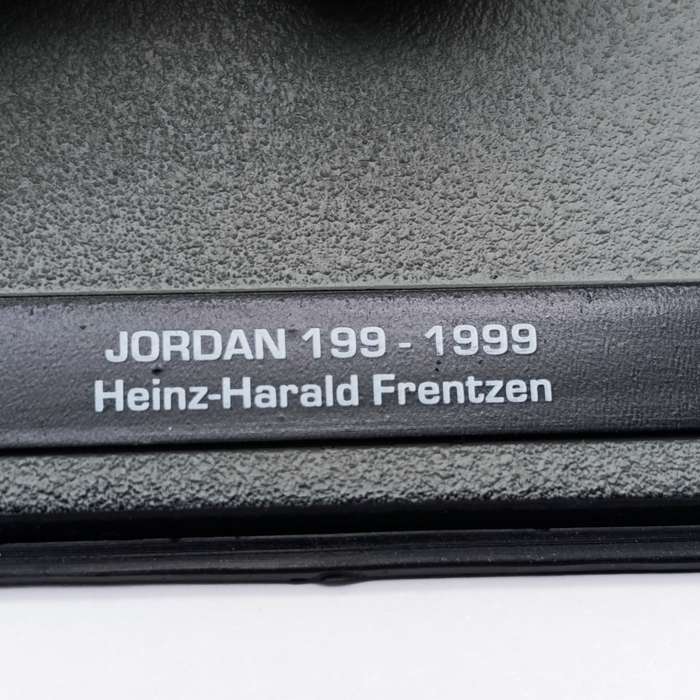 JORDAN 199 - 1999
Heinz-Harald Frentzen